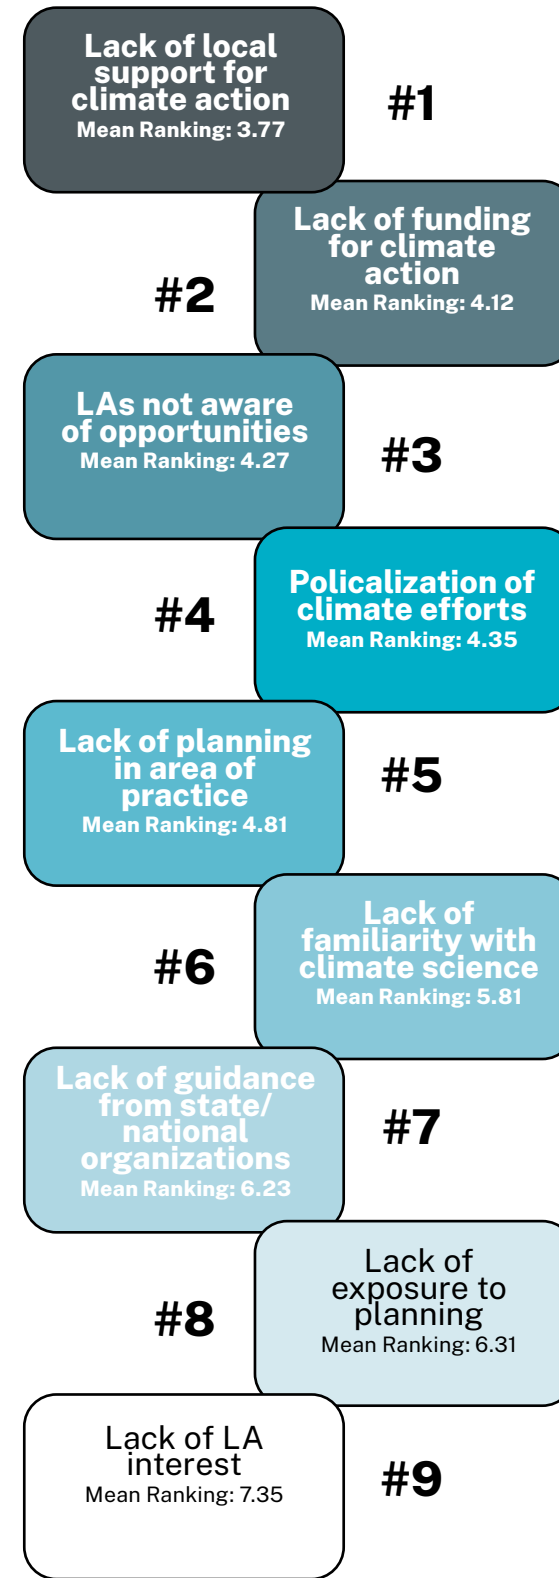 Lack of local
support for
climate action
Mean Ranking: 3.77
#1
Lack of funding
for climate
action
Mean Ranking: 4.12
#2
LAs not aware
of opportunities
Mean Ranking: 4.27
#3
Policalization of
climate efforts
Mean Ranking: 4.35
#4
Lack of planning
in area of
practice
Mean Ranking: 4.81
#5
Lack of
familiarity with
climate science
Mean Ranking: 5.81
#6
Lack of guidance
from state/
national
organizations
Mean Ranking: 6.23
#7
Lack of
exposure to
planning
Mean Ranking: 6.31
#8
Lack of LA
interest
Mean Ranking: 7.35
#9